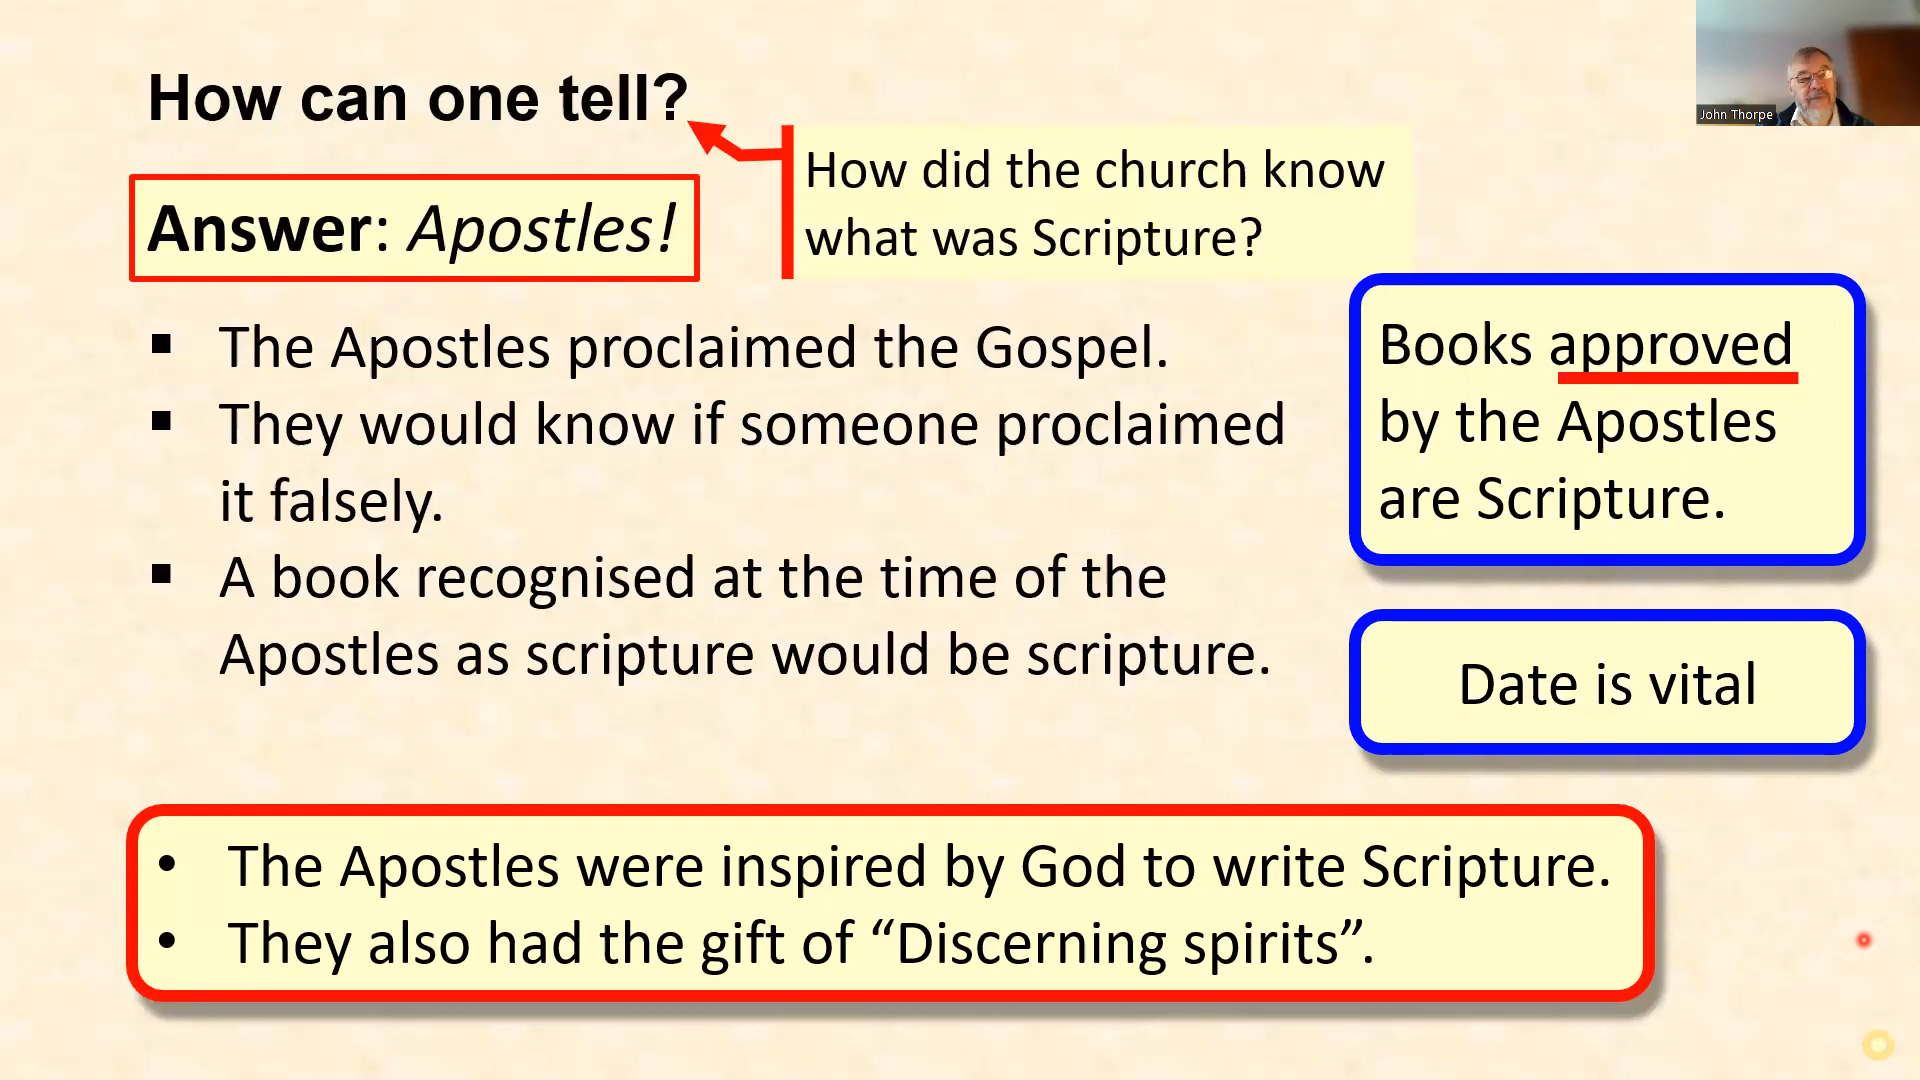 How can one tell?
John Thorpe
How did the church know
what was Scripture?
Answer: Apostles!
▪ The Apostles proclaimed the Gospel.
▪ They would know if someone proclaimed
it falsely.
▪ A book recognised at the time of the
Apostles as scripture would be scripture.
Books approved
by the Apostles
are Scripture.
Date is vital
• The Apostles were inspired by God to write Scripture.
• They also had the gift of “Discerning spirits”.